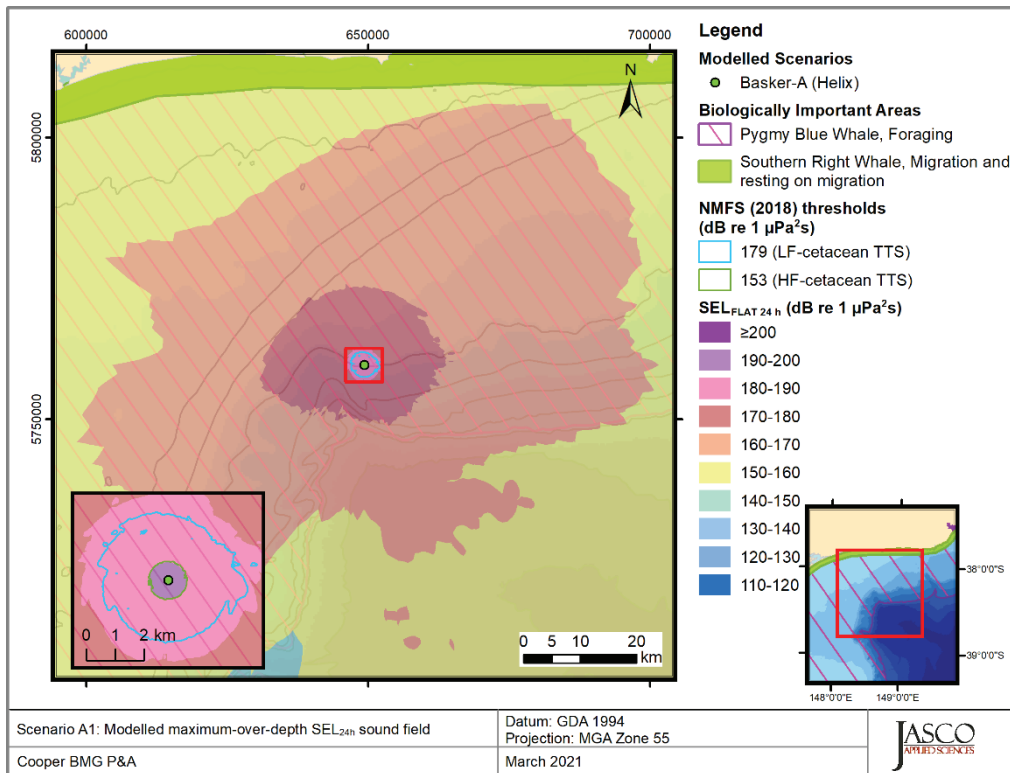 600000
650000
700000
5800000
5750000
N
0 1 2 km
0 5 10 20
km
Legend
Modelled Scenarios
Basker-A (Helix)
Biologically Important Areas
Pygmy Blue Whale, Foraging
Southern Right Whale, Migration and
resting on migration
NMFS (2018) thresholds
(dB re 1 µPa²s)
179 (LF-cetacean TTS)
153 (HF-cetacean TTS)
SELFLAT 24 h (dB re 1 µPa²s)
≥200
190-200
180-190
170-180
160-170
150-160
140-150
130-140
120-130
110-120
38°0'0"S
39°0'0"S
148°0'0"E
149°0'0"E
Scenario A1: Modelled maximum-over-depth SEL24h sound field
Cooper BMG P&A
Datum: GDA 1994
Projection: MGA Zone 55
March 2021
JASCO
APPLIED SCIENCES